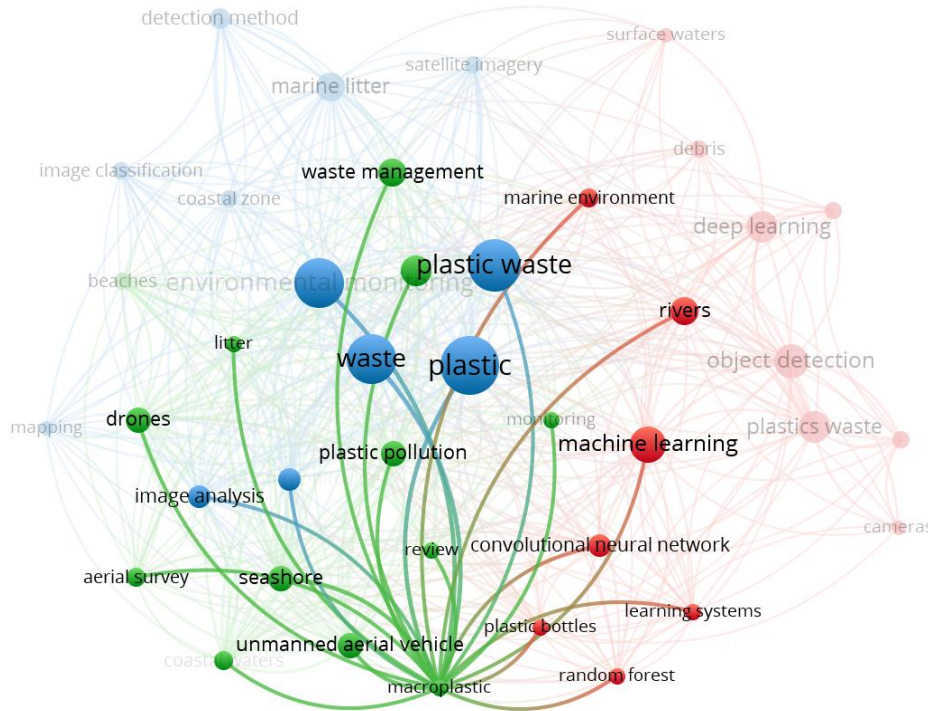 detection method
surface waters
satellite imagery
marine litter
debris
image classification
waste management
coastal zone
marine environment
deep learning
plastic waste
beaches
environmental monitoring
rivers
litter
waste
plastic
object detection
drones
monitoring
plastics waste
mapping
plastic pollution
machine learning
image analysis
cameras
review
convolutional neural network
aerial survey
seashore
learning systems
plastic bottles
unmanned aerial vehicle
coastal waters
random forest
macroplastic